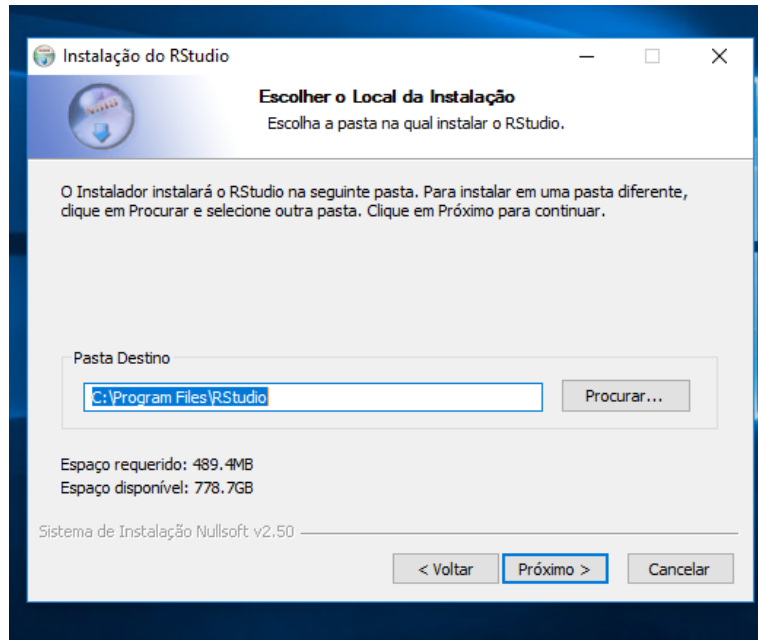 Instalação do RStudio
Escolher o Local da Instalação
Escolha a pasta na qual instalar o RStudio.
O Instalador instalará o RStudio na seguinte pasta. Para instalar em uma pasta diferente,
clique em Procurar e selecione outra pasta. Clique em Próximo para continuar.
Pasta Destino
C:\Program Files\RStudio
Procurar...
Espaço requerido: 489.4MB
Espaço disponível: 778.7GB
Sistema de Instalação Nullsoft v2.50
< Voltar
Próximo >
Cancelar